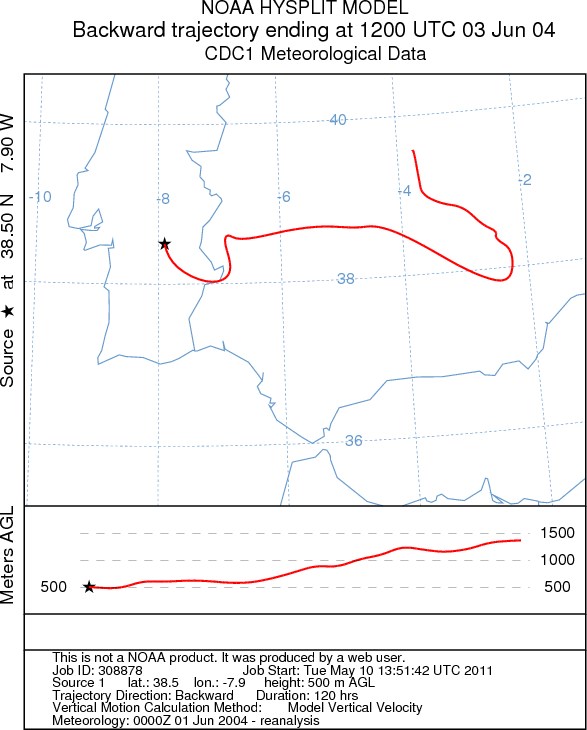 NOAA HYSPLIT MODEL
Backward trajectory ending at 1200 UTC 03 Jun 04
CDC1 Meteorological Data
Source ★ at 38.50 N 7.90 W
40
-10
-8
-6
-4
-2
38
36
Meters AGL
1500
1000
500
500
This is not a NOAA product. It was produced by a web user.
Job ID: 308878 Job Start: Tue May 10 13:51:42 UTC 2011
Source 1 lat.: 38.5 lon.: -7.9 height: 500 m AGL
Trajectory Direction: Backward Duration: 120 hrs
Vertical Motion Calculation Method: Model Vertical Velocity
Meteorology: 0000Z 01 Jun 2004 - reanalysis